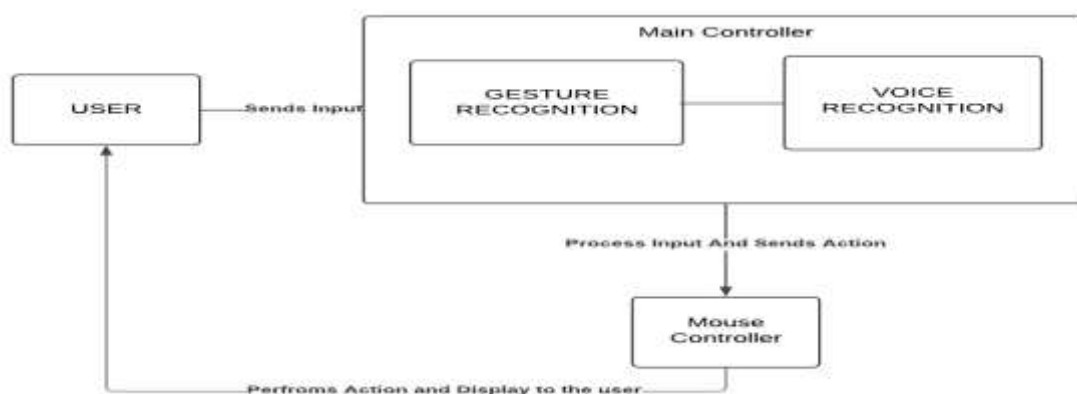 Main Controller
USER
Sends Input
GESTURE
RECOGNITION
VOICE
RECOGNITION
Process Input And Sends Action
Mouse
Controller
Perfroms Action and Display to the user